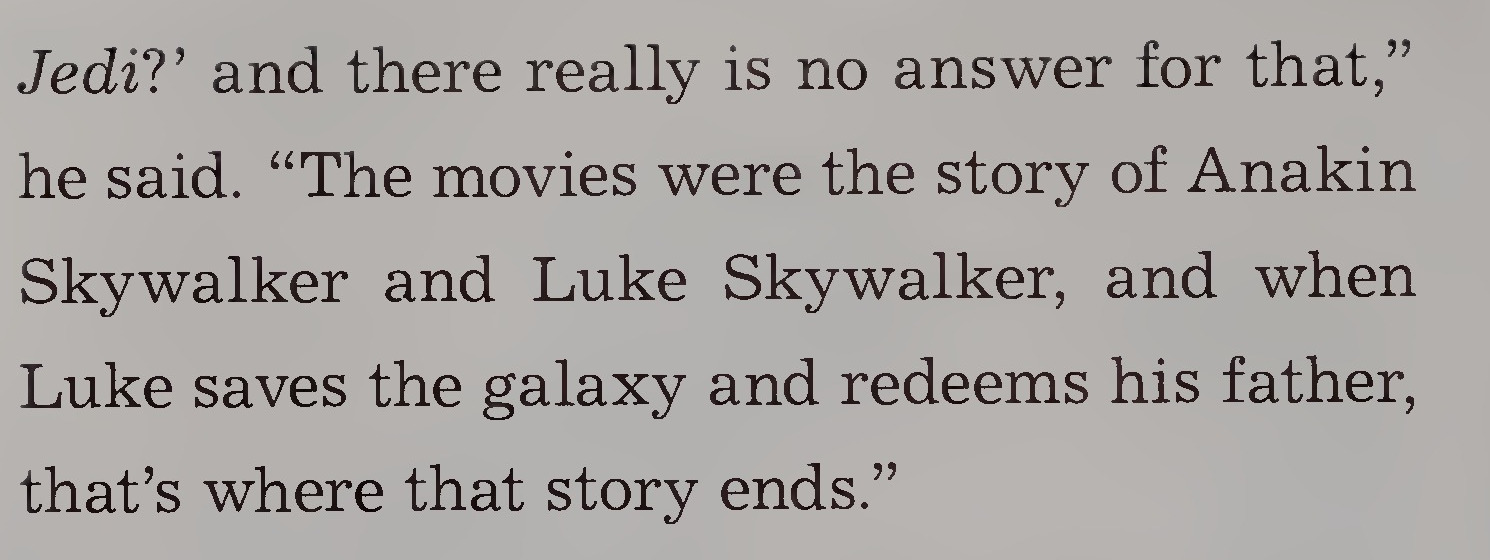 Jedi?’ and there really is no answer for that,”
he said. “The movies were the story of Anakin
Skywalker and Luke Skywalker, and when
Luke saves the galaxy and redeems his father,
that’s where that story ends.”